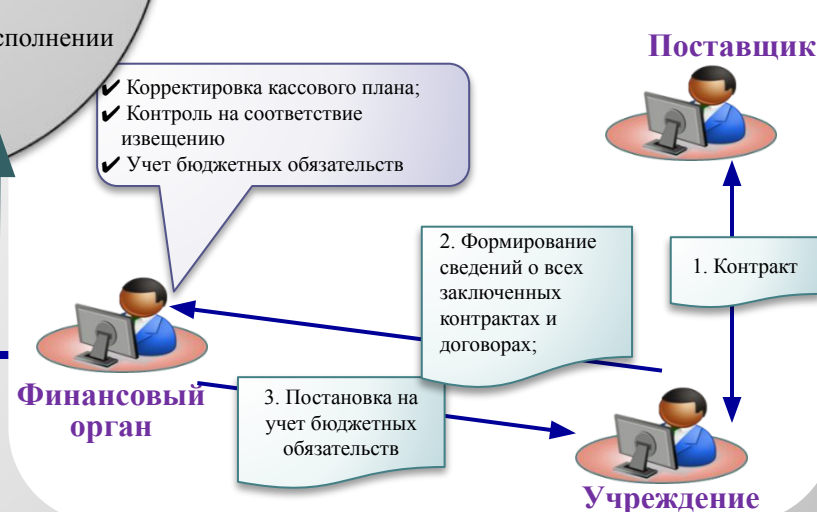 сполнении
Поставщик
✔ Корректировка кассового плана;
✔ Контроль на соответствие
извещению
✔ Учет бюджетных обязательств
2. Формирование
сведений о всех
заключенных
контрактах и
договорах;
1. Контракт
Финансовый
орган
3. Постановка на
учет бюджетных
обязательств
Учреждение